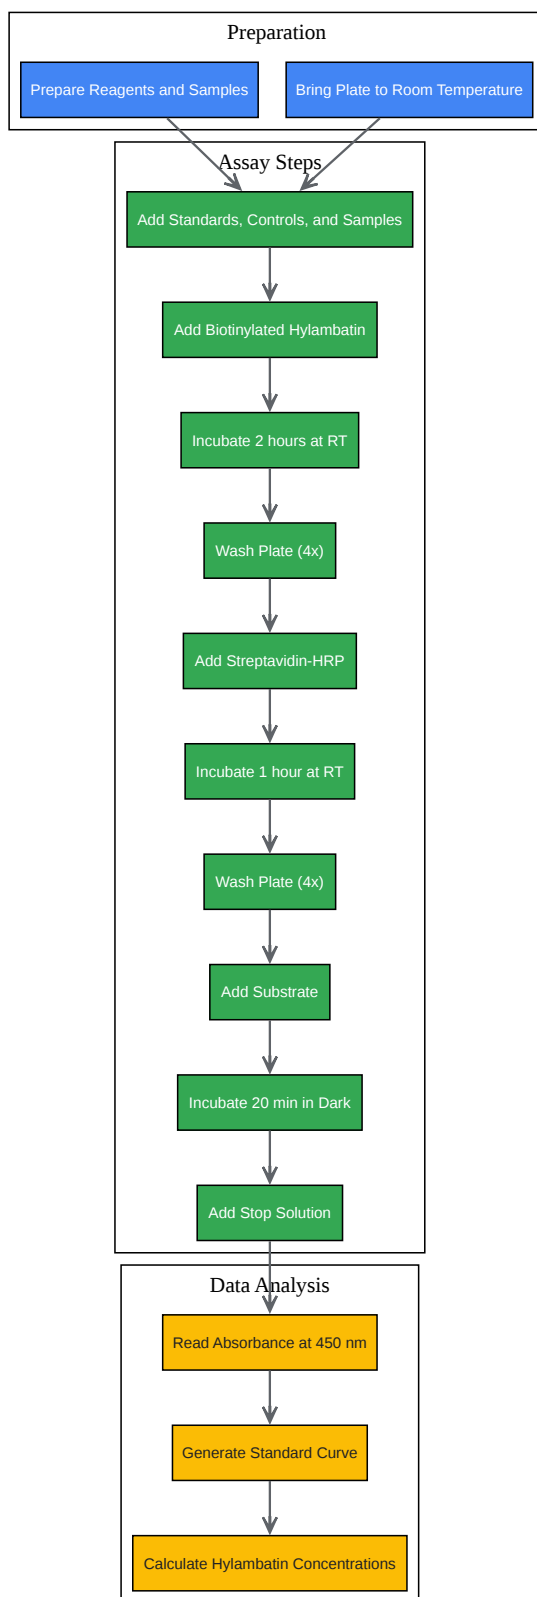 Preparation
Prepare Reagents and Samples
Bring Plate to Room Temperature
Assay Steps
Add Standards, Controls, and Samples
Add Biotinylated Hylambatin
Incubate 2 hours at RT
Wash Plate (4x)
Add Streptavidin-HRP
Incubate 1 hour at RT
Wash Plate (4x)
Add Substrate
Incubate 20 min in Dark
Add Stop Solution
Data Analysis
Read Absorbance at 450 nm
Generate Standard Curve
Calculate Hylambatin Concentrations